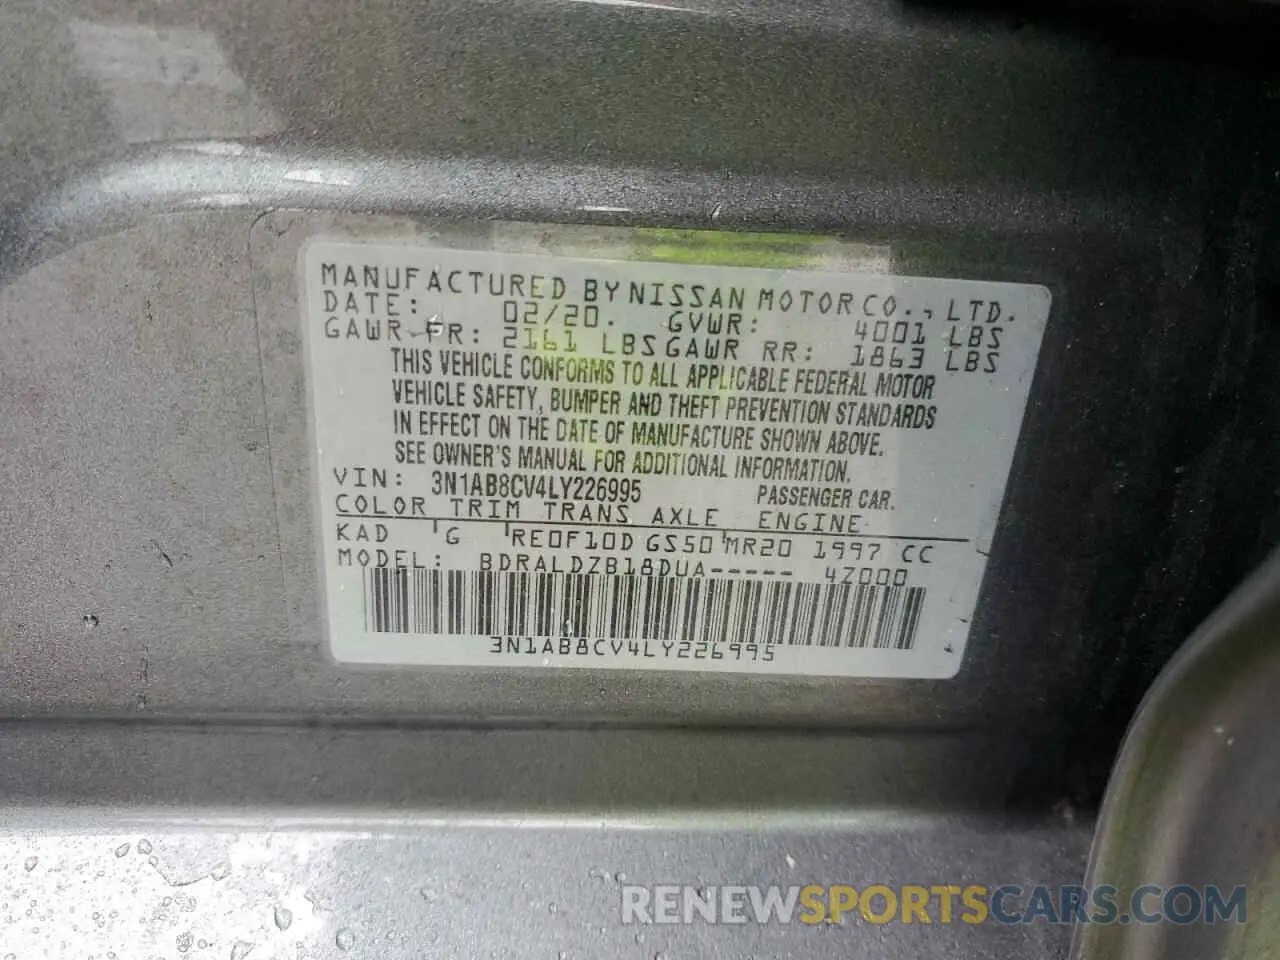 MANUFACTURED BY NISSAN MOTOR CO., LTD.
DATE: 02/20. GVWR: 4001 LBS
GAWR FR: 2161 LBS GAWR RR: 1863 LBS
THIS VEHICLE CONFORMS TO ALL APPLICABLE FEDERAL MOTOR
VEHICLE SAFETY, BUMPER AND THEFT PREVENTION STANDARDS
IN EFFECT ON THE DATE OF MANUFACTURE SHOWN ABOVE.
SEE OWNER'S MANUAL FOR ADDITIONAL INFORMATION.
VIN: 3N1AB8CV4LY226995 PASSENGER CAR.
COLOR TRIM TRANS AXLE ENGINE
KAD G RE0F10D GS50 MR20 1997 CC
MODEL: BDRALDZB18DUA----- 4Z000
3N1AB8CV4LY226995
RENEWSPORTSCARS.COM